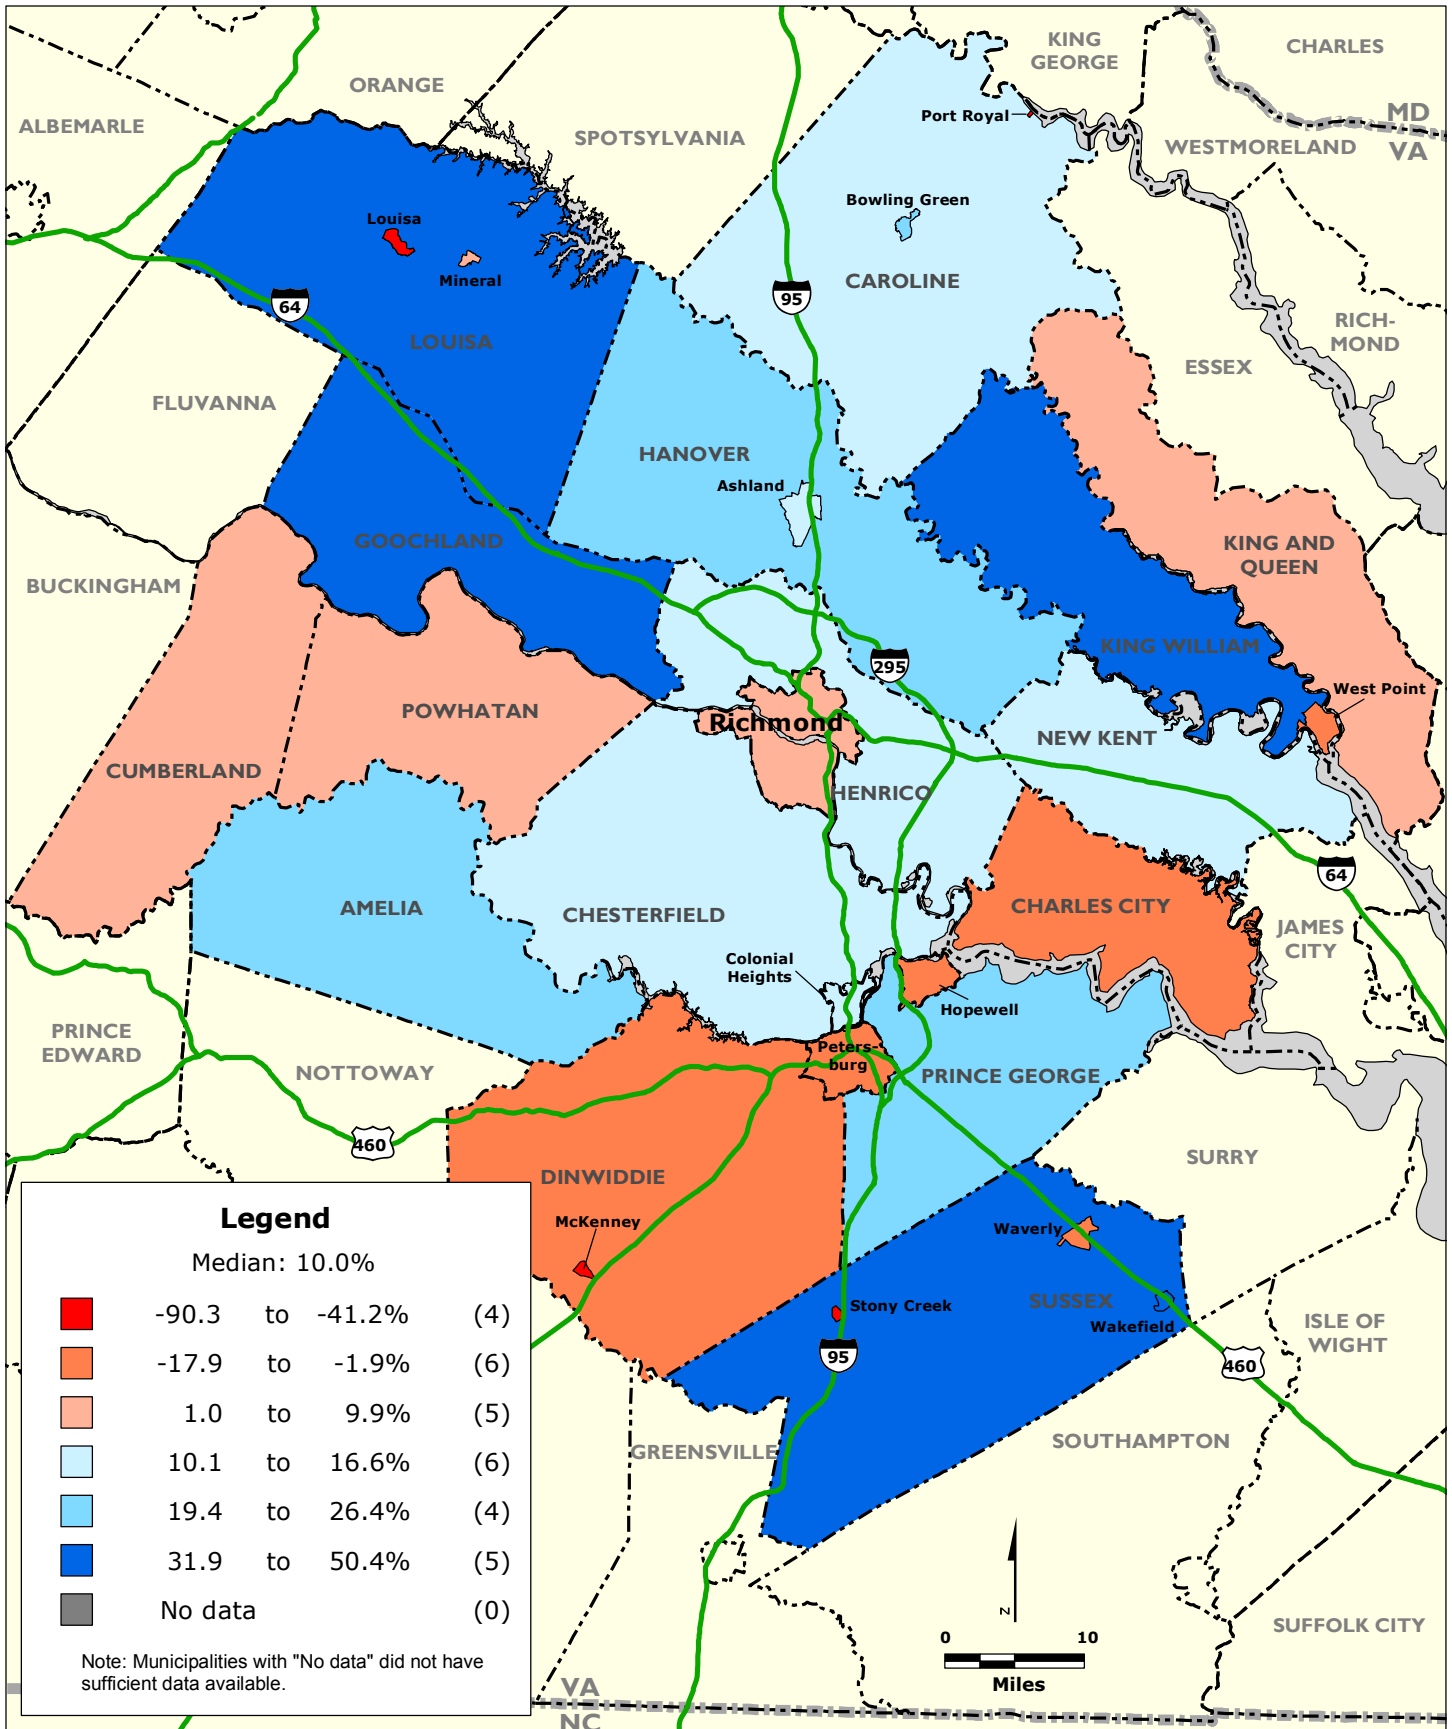 KING
GEORGE
CHARLES
ORANGE
ALBEMARLE
SPOTSYLVANIA
Port Royal
MD
VA
WESTMORELAND
Louisa
Mineral
Bowling Green
CAROLINE
64
95
LOUISA
RICH-
MOND
ESSEX
FLUVANNA
HANOVER
Ashland
GOOCHLAND
KING AND
QUEEN
BUCKINGHAM
KING WILLIAM
295
West Point
POWHATAN
Richmond
NEW KENT
CUMBERLAND
HENRICO
64
AMELIA
CHESTERFIELD
CHARLES CITY
JAMES
CITY
Colonial
Heights
Hopewell
PRINCE
EDWARD
NOTTOWAY
Peters-
burg
PRINCE GEORGE
460
SURRY
DINWIDDIE
McKenney
Waverly
Stony Creek
SUSSEX
Wakefield
ISLE OF
WIGHT
95
460
GREENSVILLE
SOUTHAMPTON
SUFFOLK CITY
Legend
Median: 10.0%
-90.3 to -41.2% (4)
-17.9 to -1.9% (6)
1.0 to 9.9% (5)
10.1 to 16.6% (6)
19.4 to 26.4% (4)
31.9 to 50.4% (5)
No data (0)
Note: Municipalities with "No data" did not have
sufficient data available.
N
0 10
Miles
VA
NC